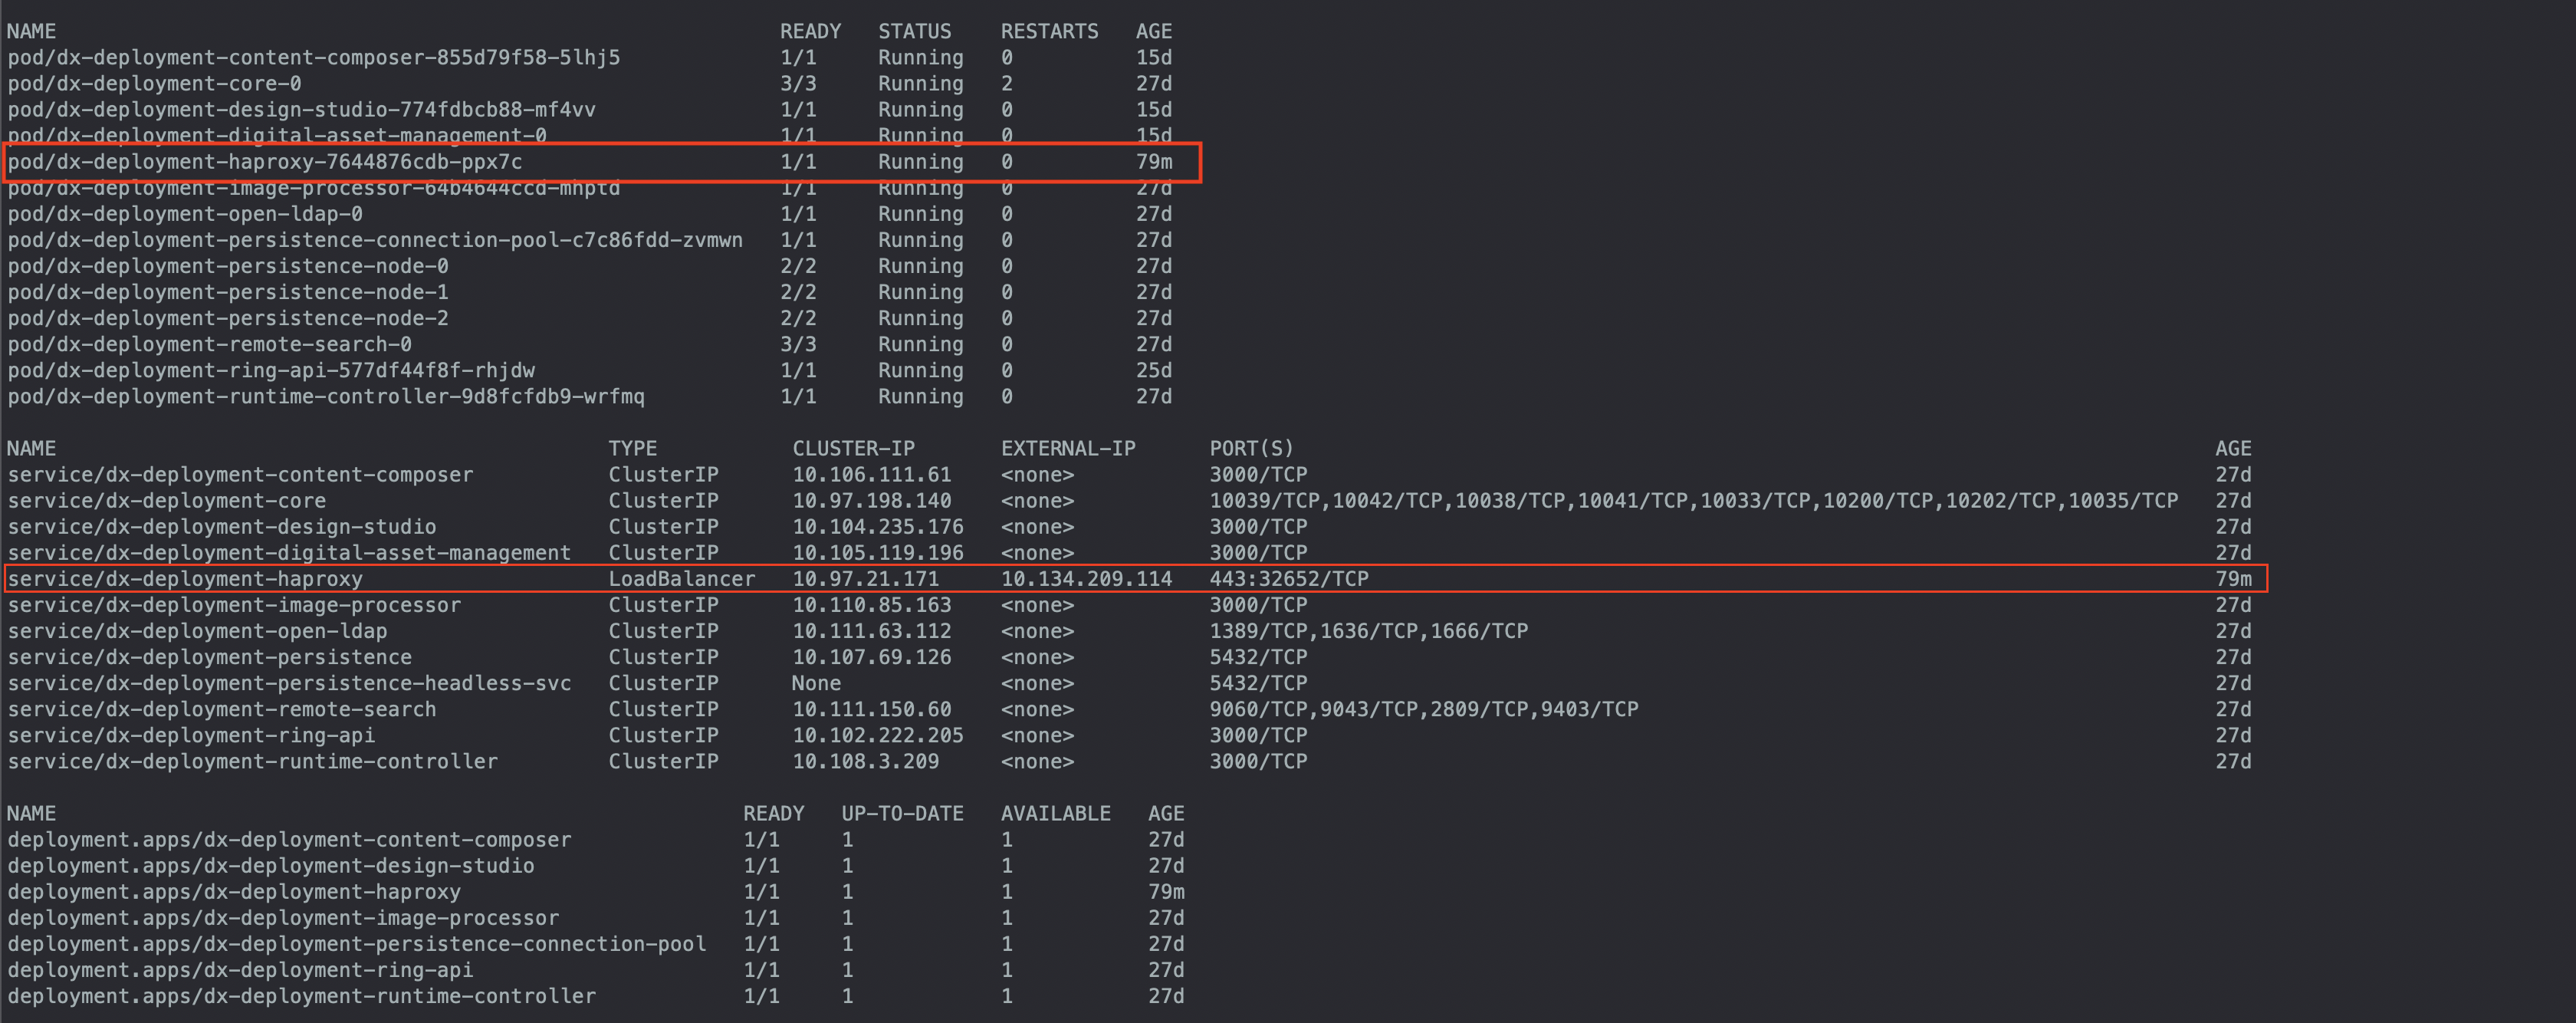 NAME READY STATUS RESTARTS AGE
pod/dx-deployment-content-composer-855d79f58-5lhj5 1/1 Running 0 15d
pod/dx-deployment-core-0 3/3 Running 2 27d
pod/dx-deployment-design-studio-774fdbcb88-mf4vv 1/1 Running 0 15d
pod/dx-deployment-digital-asset-management-0 1/1 Running 0 15d
pod/dx-deployment-haproxy-7644876cdb-ppx7c 1/1 Running 0 79m
pod/dx-deployment-image-processor-64b4644ccd-mhptd 1/1 Running 0 27d
pod/dx-deployment-open-ldap-0 1/1 Running 0 27d
pod/dx-deployment-persistence-connection-pool-c7c86fdd-zvmwn 1/1 Running 0 27d
pod/dx-deployment-persistence-node-0 2/2 Running 0 27d
pod/dx-deployment-persistence-node-1 2/2 Running 0 27d
pod/dx-deployment-persistence-node-2 2/2 Running 0 27d
pod/dx-deployment-remote-search-0 3/3 Running 0 27d
pod/dx-deployment-ring-api-577df44f8f-rhjdw 1/1 Running 0 25d
pod/dx-deployment-runtime-controller-9d8fcfdb9-wrfmq 1/1 Running 0 27d
NAME TYPE CLUSTER-IP EXTERNAL-IP PORT(S) AGE
service/dx-deployment-content-composer ClusterIP 10.106.111.61 <none> 3000/TCP 27d
service/dx-deployment-core ClusterIP 10.97.198.140 <none> 10039/TCP,10042/TCP,10038/TCP,10041/TCP,10033/TCP,10200/TCP,10202/TCP,10035/TCP 27d
service/dx-deployment-design-studio ClusterIP 10.104.235.176 <none> 3000/TCP 27d
service/dx-deployment-digital-asset-management ClusterIP 10.105.119.196 <none> 3000/TCP 27d
service/dx-deployment-haproxy LoadBalancer 10.97.21.171 10.134.209.114 443:32652/TCP 79m
service/dx-deployment-image-processor ClusterIP 10.110.85.163 <none> 3000/TCP 27d
service/dx-deployment-open-ldap ClusterIP 10.111.63.112 <none> 1389/TCP,1636/TCP,1666/TCP 27d
service/dx-deployment-persistence ClusterIP 10.107.69.126 <none> 5432/TCP 27d
service/dx-deployment-persistence-headless-svc ClusterIP None <none> 5432/TCP 27d
service/dx-deployment-remote-search ClusterIP 10.111.150.60 <none> 9060/TCP,9043/TCP,2809/TCP,9403/TCP 27d
service/dx-deployment-ring-api ClusterIP 10.102.222.205 <none> 3000/TCP 27d
service/dx-deployment-runtime-controller ClusterIP 10.108.3.209 <none> 3000/TCP 27d
NAME READY UP-TO-DATE AVAILABLE AGE
deployment.apps/dx-deployment-content-composer 1/1 1 1 27d
deployment.apps/dx-deployment-design-studio 1/1 1 1 27d
deployment.apps/dx-deployment-haproxy 1/1 1 1 79m
deployment.apps/dx-deployment-image-processor 1/1 1 1 27d
deployment.apps/dx-deployment-persistence-connection-pool 1/1 1 1 27d
deployment.apps/dx-deployment-ring-api 1/1 1 1 27d
deployment.apps/dx-deployment-runtime-controller 1/1 1 1 27d